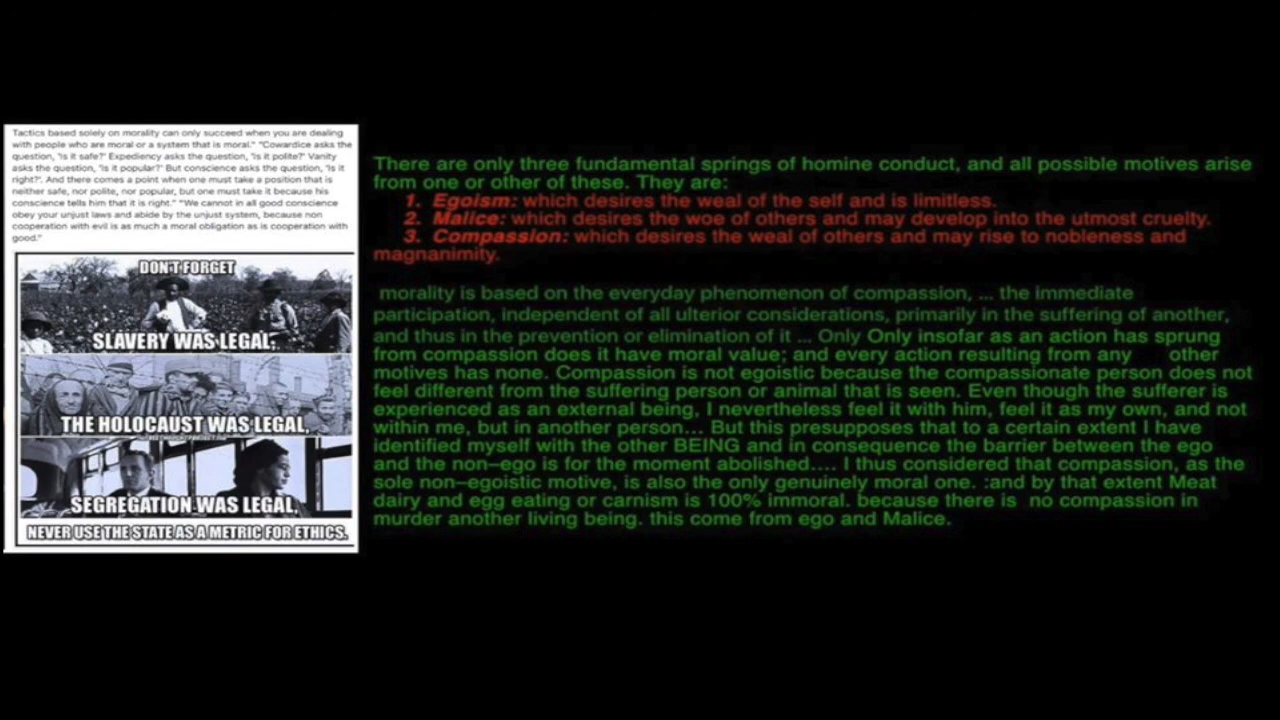 Tactics based solely on morality can only succeed when you are dealing
with people who are moral or a system that is moral." "Cowardice asks the
question, 'is it safe?' Expediency asks the question, 'is it polite?' Vanity
asks the question, 'is it popular?' But conscience asks the question, 'is it
right?'. And there comes a point when one must take a position that is
neither safe, nor polite, nor popular, but one must take it because his
conscience tells him that it is right." "We cannot in all good conscience
obey your unjust laws and abide by the unjust system, because non
cooperation with evil is as much a moral obligation as is cooperation with
good."
DON'T FORGET
SLAVERY WAS LEGAL,
THE HOLOCAUST WAS LEGAL,
SEGREGATION WAS LEGAL,
NEVER USE THE STATE AS A METRIC FOR ETHICS.
There are only three fundamental springs of homine conduct, and all possible motives arise
from one or other of these. They are:
1. Egoism: which desires the weal of the self and is limitless.
2. Malice: which desires the woe of others and may develop into the utmost cruelty.
3. Compassion: which desires the weal of others and may rise to nobleness and
magnanimity.
morality is based on the everyday phenomenon of compassion, ... the immediate
participation, independent of all ulterior considerations, primarily in the suffering of another,
and thus in the prevention or elimination of it ... Only Only insofar as an action has sprung
from compassion does it have moral value; and every action resulting from any other
motives has none. Compassion is not egoistic because the compassionate person does not
feel different from the suffering person or animal that is seen. Even though the sufferer is
experienced as an external being, I nevertheless feel it with him, feel it as my own, and not
within me, but in another person... But this presupposes that to a certain extent I have
identified myself with the other BEING and in consequence the barrier between the ego
and the non–ego is for the moment abolished.... I thus considered that compassion, as the
sole non–egoistic motive, is also the only genuinely moral one. :and by that extent Meat
dairy and egg eating or carnism is 100% immoral. because there is no compassion in
murder another living being. this come from ego and Malice.